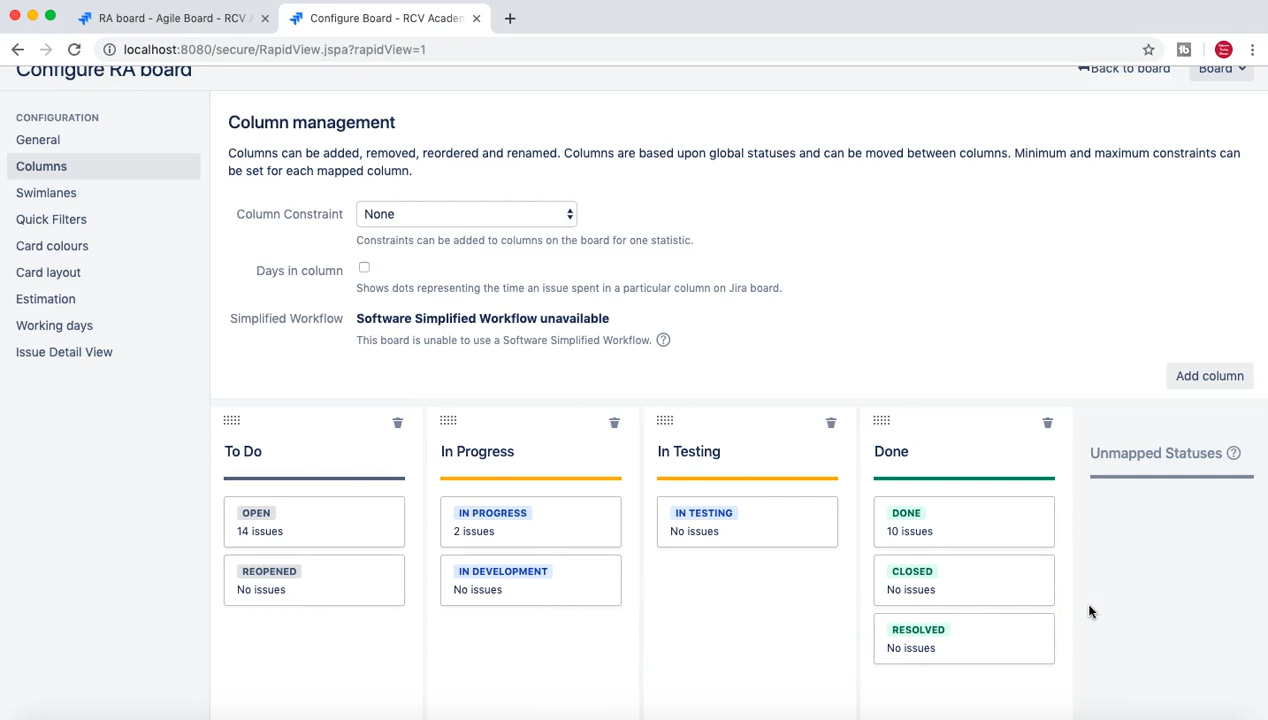 RA board - Agile Board - RCV A
Configure Board - RCV Academ
localhost:8080/secure/RapidView.jspa?rapidView=1
Configure RA board
Back to board
Board
CONFIGURATION
General
Columns
Swimlanes
Quick Filters
Card colours
Card layout
Estimation
Working days
Issue Detail View
Column management
Columns can be added, removed, reordered and renamed. Columns are based upon global statuses and can be moved between columns. Minimum and maximum constraints can
be set for each mapped column.
Column Constraint
None
Constraints can be added to columns on the board for one statistic.
Days in column
Shows dots representing the time an issue spent in a particular column on Jira board.
Simplified Workflow
Software Simplified Workflow unavailable
This board is unable to use a Software Simplified Workflow.
Add column
To Do
OPEN
14 issues
REOPENED
No issues
In Progress
IN PROGRESS
2 issues
IN DEVELOPMENT
No issues
In Testing
IN TESTING
No issues
Done
DONE
10 issues
CLOSED
No issues
RESOLVED
No issues
Unmapped Statuses